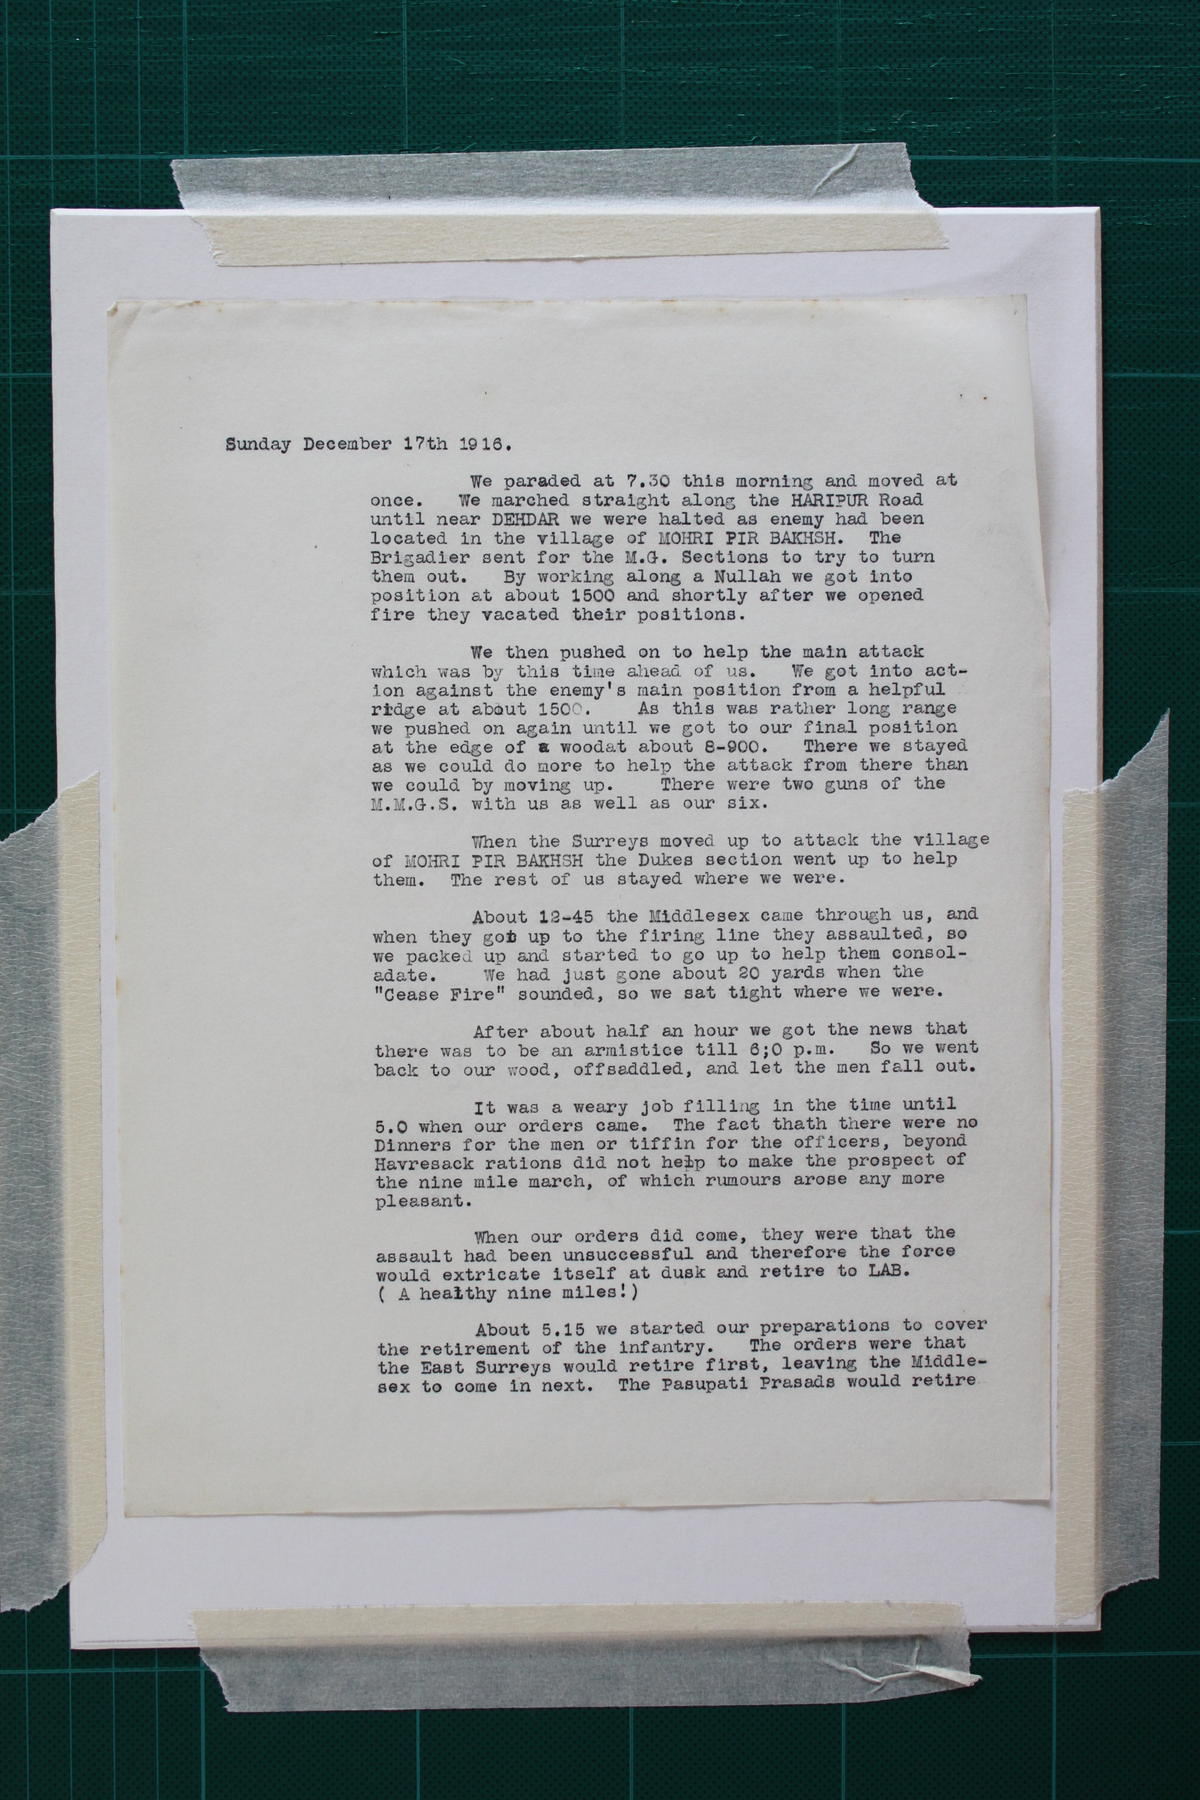 Sunday December 17th 1916.
We paraded at 7.30 this morning and moved at
once. We marched straight along the HARIPUR Road
until near DEHDAR we were halted as enemy had been
located in the village of MOHRI PIR BAKHSH. The
Brigadier sent for the M.G. Sections to try to turn
them out. By working along a Nullah we got into
position at about 1500 and shortly after we opened
fire they vacated their positions.
We then pushed on to help the main attack
which was by this time ahead of us. We got into act-
ion against the enemy's main position from a helpful
ridge at about 1500. As this was rather long range
we pushed on again until we got to our final position
at the edge of a woodat about 8-900. There we stayed
as we could do more to help the attack from there than
we could by moving up. There were two guns of the
M.M.G.S. with us as well as our six.
When the Surreys moved up to attack the village
of MOHRI PIR BAKHSH the Dukes section went up to help
them. The rest of us stayed where we were.
About 12-45 the Middlesex came through us, and
when they got up to the firing line they assaulted, so
we packed up and started to go up to help them consol-
adate. We had just gone about 20 yards when the
"Cease Fire" sounded, so we sat tight where we were.
After about half an hour we got the news that
there was to be an armistice till 6;0 p.m. So we went
back to our wood, offsaddled, and let the men fall out.
It was a weary job filling in the time until
5.0 when our orders came. The fact thath there were no
Dinners for the men or tiffin for the officers, beyond
Havresack rations did not help to make the prospect of
the nine mile march, of which rumours arose any more
pleasant.
When our orders did come, they were that the
assault had been unsuccessful and therefore the force
would extricate itself at dusk and retire to LAB.
( A healthy nine miles!)
About 5.15 we started our preparations to cover
the retirement of the infantry. The orders were that
the East Surreys would retire first, leaving the Middle-
sex to come in next. The Pasupati Prasads would retire